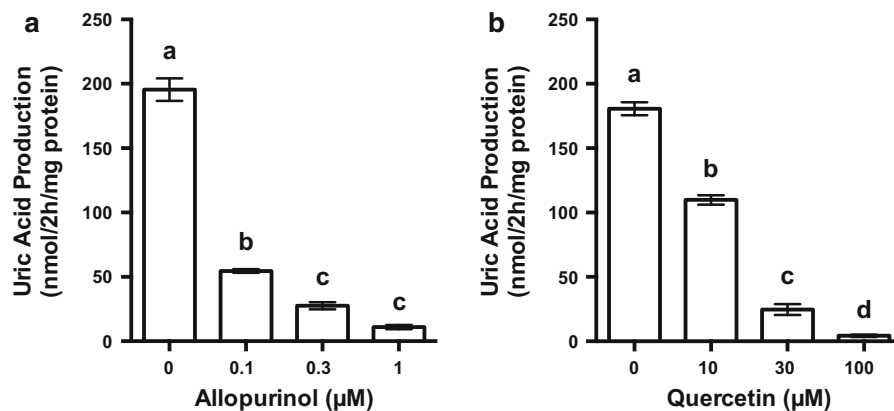 a
Uric Acid Production
(nmol/2h/mg protein)
250
200
150
100
50
0
a
b
c
c
0 0.1 0.3 1
Allopurinol (µM)
b
Uric Acid Production
(nmol/2h/mg protein)
250
200
150
100
50
0
a
b
c
d
0 10 30 100
Quercetin (µM)